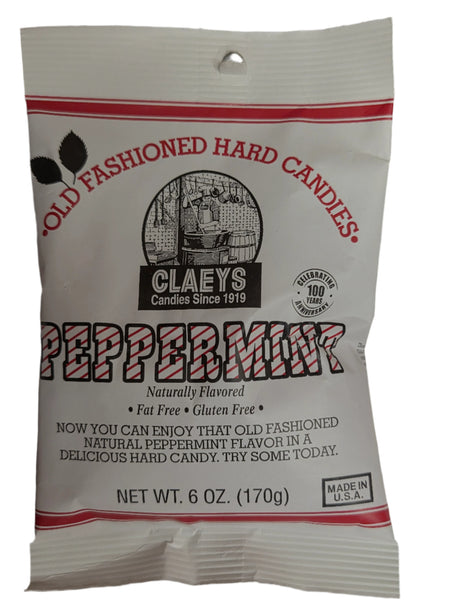 •OLD FASHIONED HARD CANDIES•
CLAEYS
Candies Since 1919
CELEBRATING
100
YEARS
ANNIVERSARY
PEPPERMINT
Naturally Flavored
• Fat Free • Gluten Free •
NOW YOU CAN ENJOY THAT OLD FASHIONED
NATURAL PEPPERMINT FLAVOR IN A
DELICIOUS HARD CANDY. TRY SOME TODAY.
NET WT. 6 OZ. (170g)
MADE IN
U.S.A.